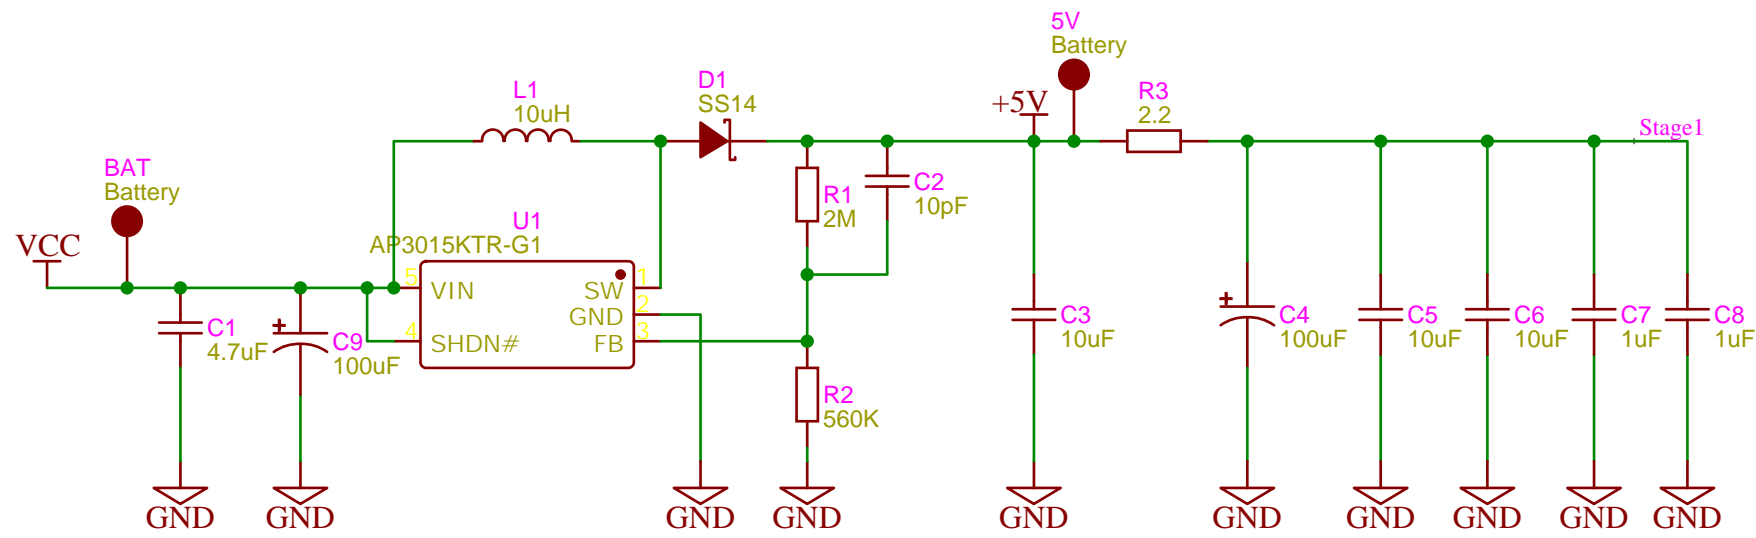 5V
Battery
L1
10uH
D1
SS14
+5V
R3
2.2
Stage1
BAT
Battery
VCC
U1
AP3015KTR-G1
R1
2M
C2
10pF
5
VIN
SW
1
GND
2
4
SHDN#
FB
3
C1
4.7uF
C9
100uF
R2
560K
C3
10uF
C4
100uF
C5
10uF
C6
10uF
C7
1uF
C8
1uF
GND
GND
GND
GND
GND
GND
GND
GND
GND
GND